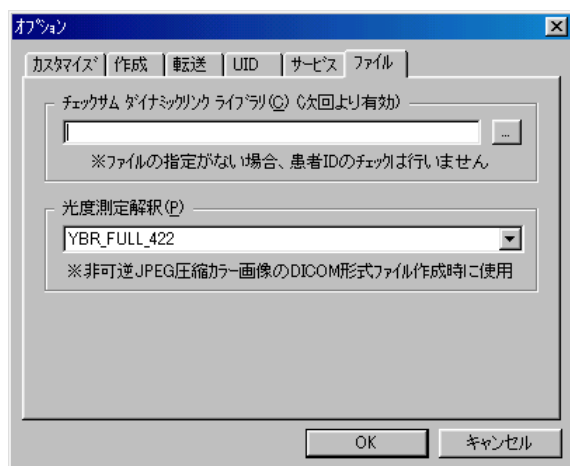 オプション
カスタマイズ 作成 転送 UID サービス ファイル
チェックサム ダイナミックリンク ライブラリ(C) (次回より有効)
...
※ファイルの指定がない場合、患者IDのチェックは行いません
光度測定解釈(P)
YBR_FULL_422
※非可逆JPEG圧縮カラー画像のDICOM形式ファイル作成時に使用
OK キャンセル